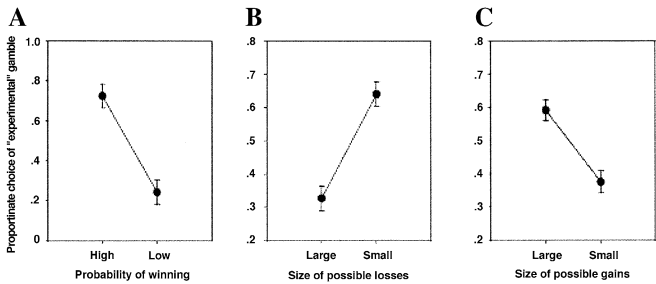 A
B
C
Proportinate choice of "experimental" gamble
1.0
.8
.6
.4
.2
0
High
Low
Probability of winning
.8
.7
.6
.5
.4
.3
.2
Large
Small
Size of possible losses
.8
.7
.6
.5
.4
.3
.2
Large
Small
Size of possible gains